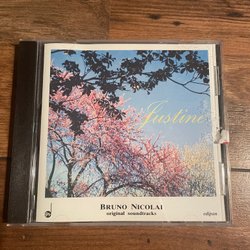 Justine
BRUNO NICOLAI
original soundtracks
edipan